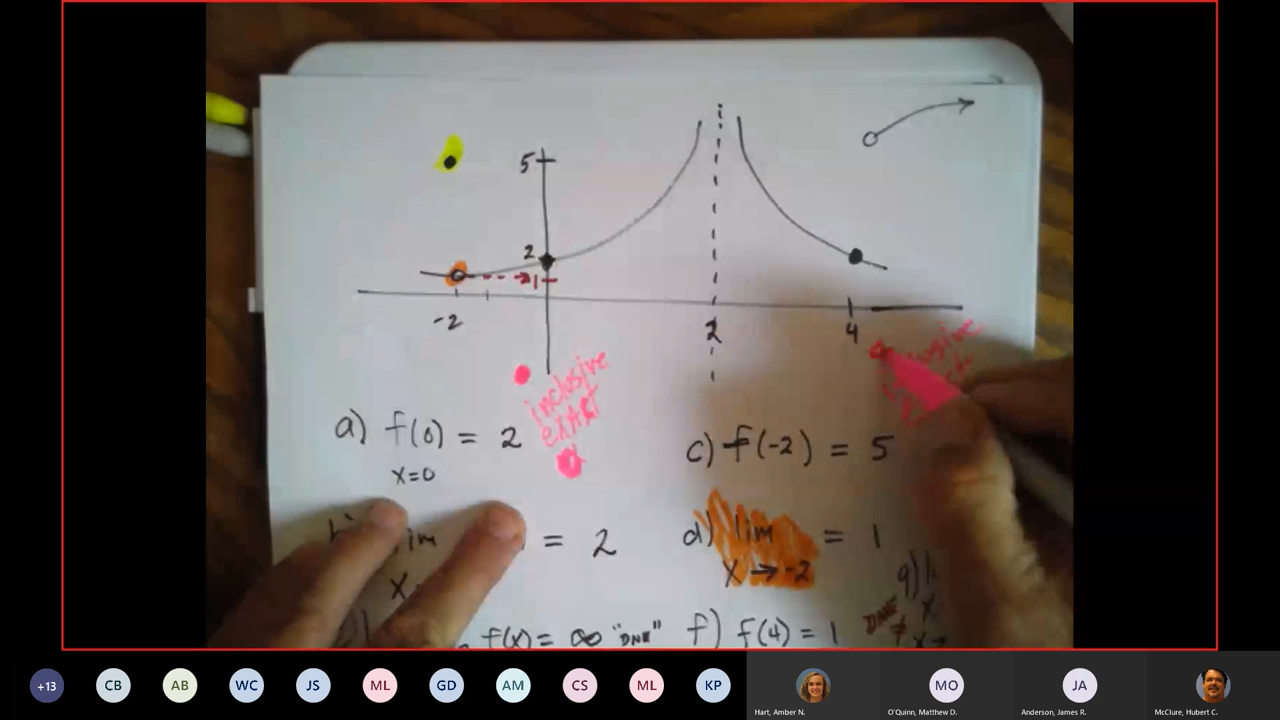 5
2
1
-2
2
4
inclusive
exact
a) f(0) = 2
x=0
c) f(-2) = 5
= 2
d) lim = 1
x → -2
f(x) = ∞ "DNE"
f) f(4) = 1
DNE
+13
CB
AB
WC
JS
ML
GD
AM
CS
ML
KP
MO
JA
Hart, Amber N.
O'Quinn, Matthew D.
Anderson, James R.
McClure, Hubert C.